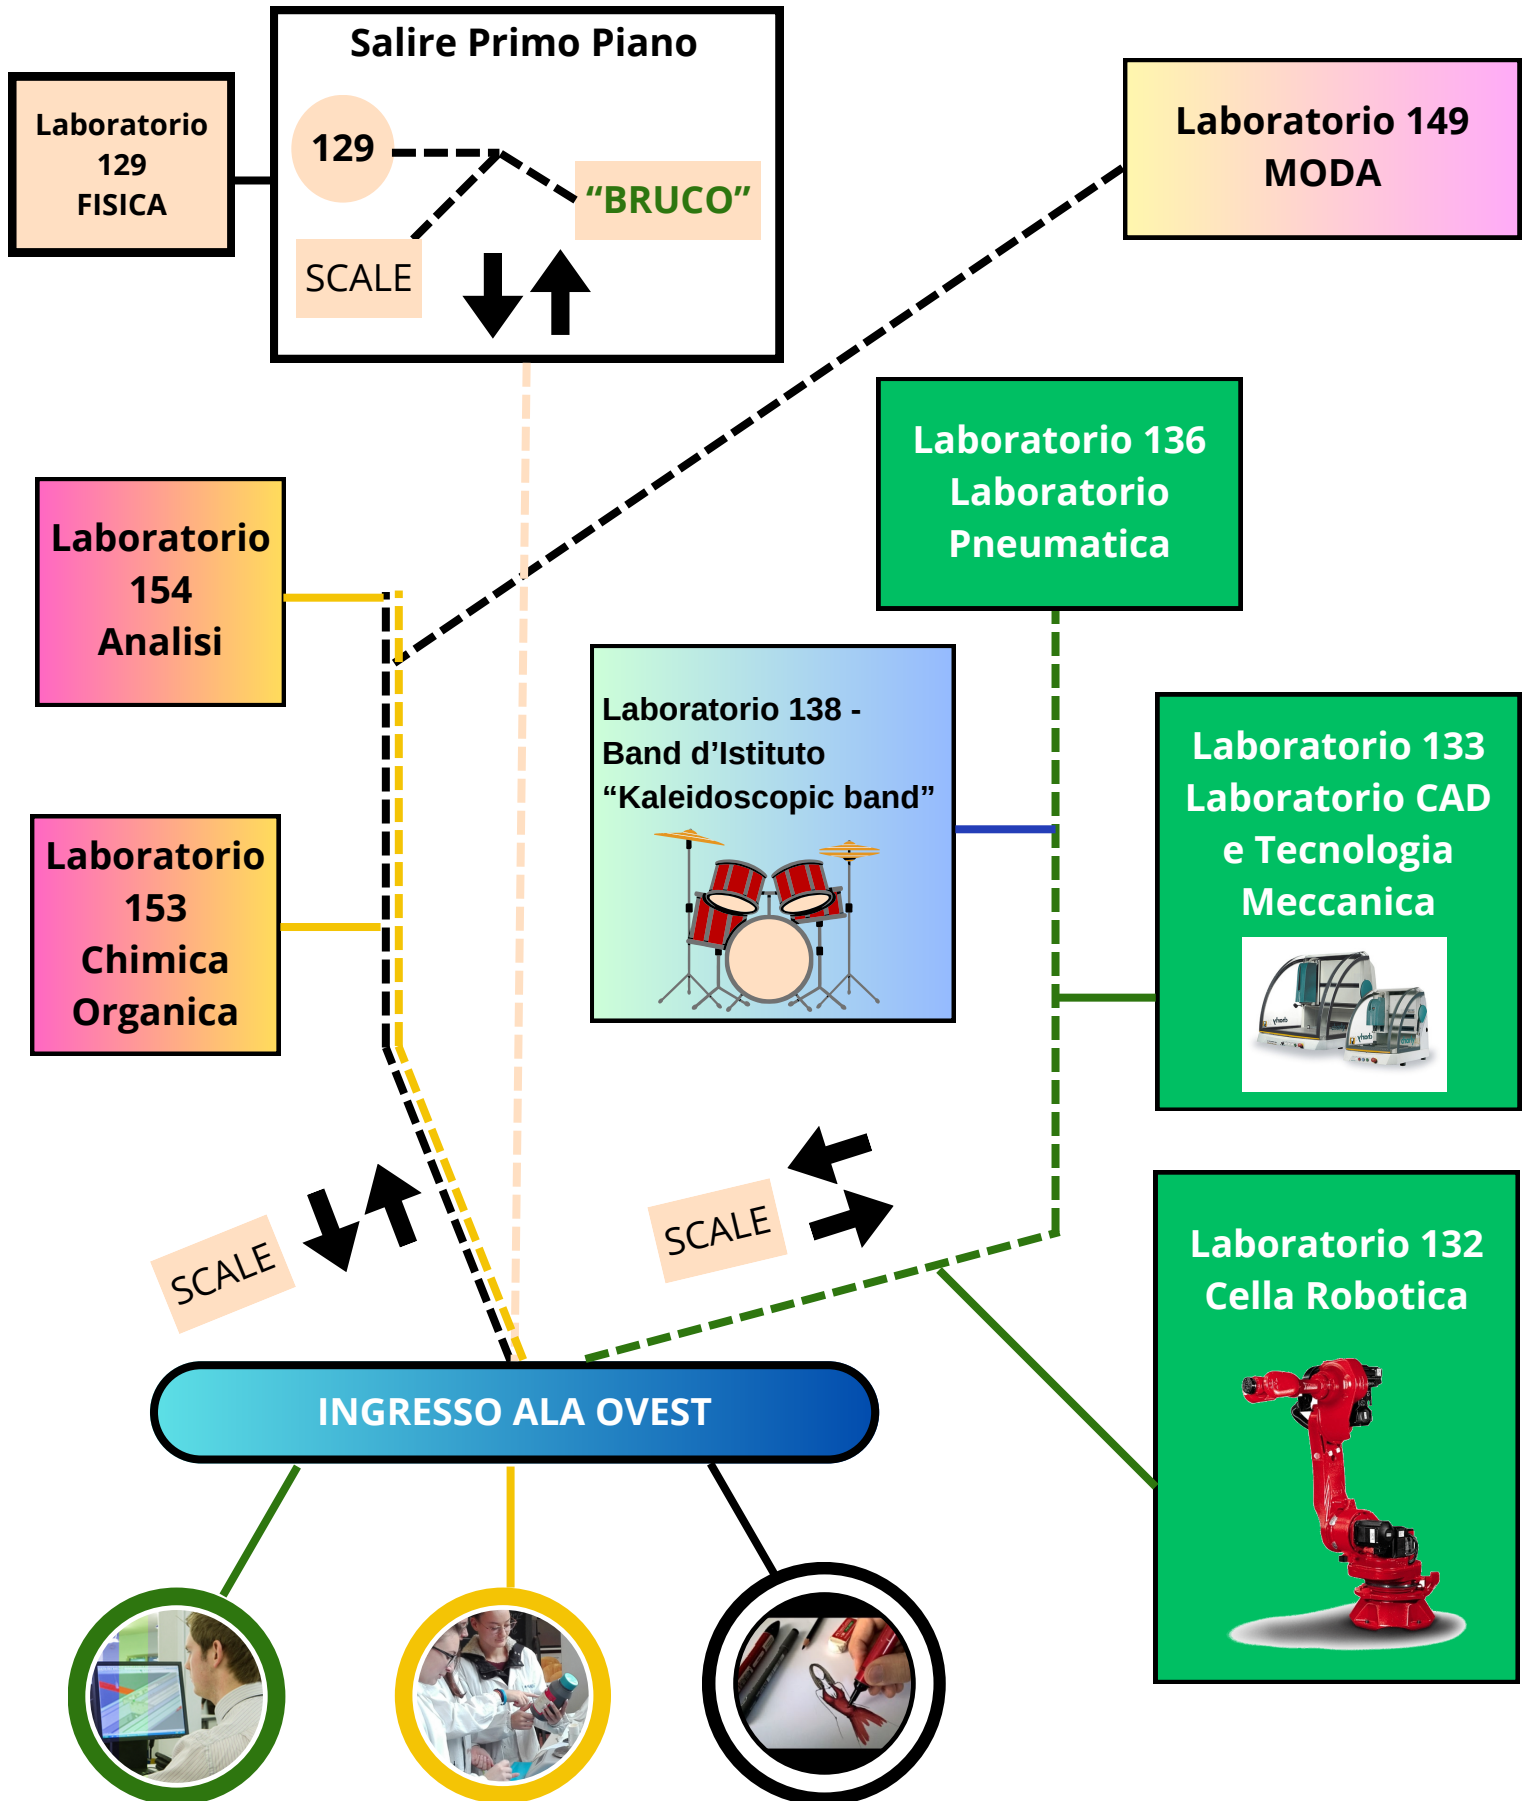 Salire Primo Piano
Laboratorio
129
FISICA
129
“BRUCO”
SCALE
Laboratorio 149
MODA
Laboratorio 136
Laboratorio
Pneumatica
Laboratorio
154
Analisi
Laboratorio 138 -
Band d’Istituto
“Kaleidoscopic band”
Laboratorio 133
Laboratorio CAD
e Tecnologia
Meccanica
Laboratorio
153
Chimica
Organica
SCALE
SCALE
Laboratorio 132
Cella Robotica
INGRESSO ALA OVEST